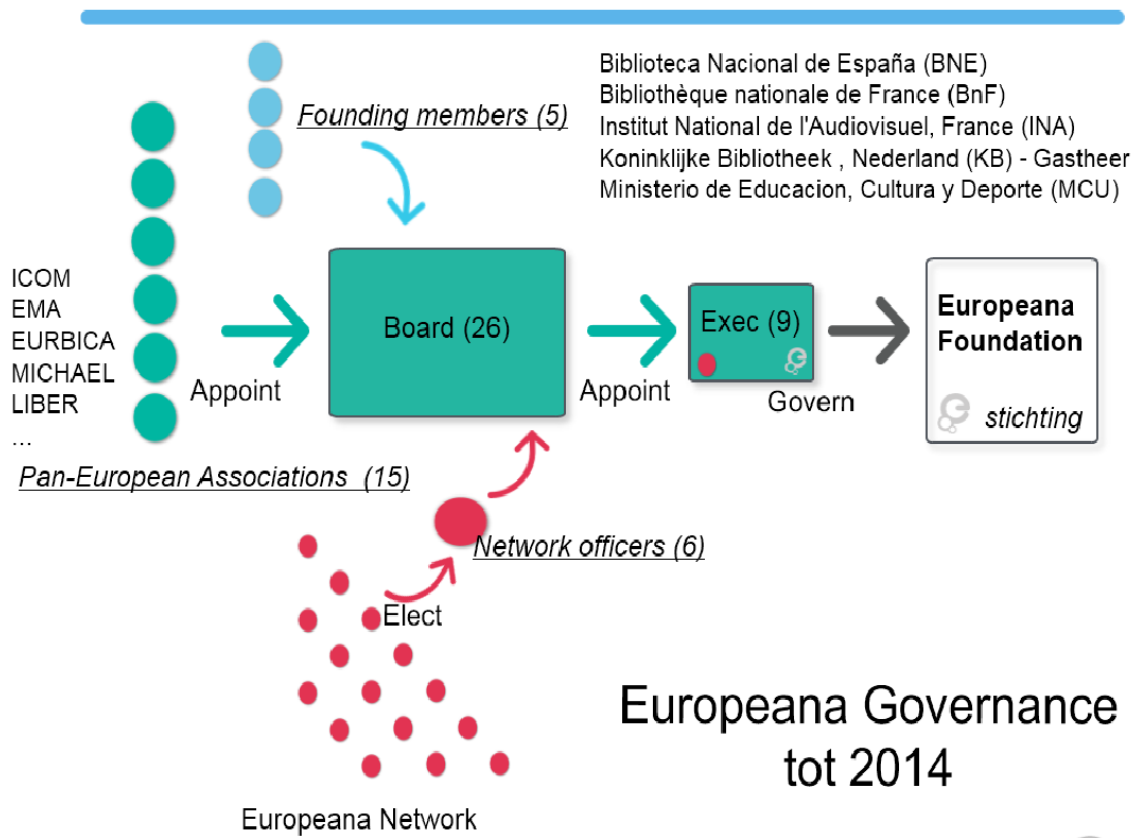 Founding members (5)
Biblioteca Nacional de España (BNE)
Bibliothèque nationale de France (BnF)
Institut National de l'Audiovisuel, France (INA)
Koninklijke Bibliotheek , Nederland (KB) - Gastheer
Ministerio de Educacion, Cultura y Deporte (MCU)
ICOM
EMA
EURBICA
MICHAEL
LIBER
...
Appoint
Board (26)
Appoint
Exec (9)
Govern
Europeana
Foundation
stichting
Pan-European Associations (15)
Network officers (6)
Elect
Europeana Network
Europeana Governance
tot 2014